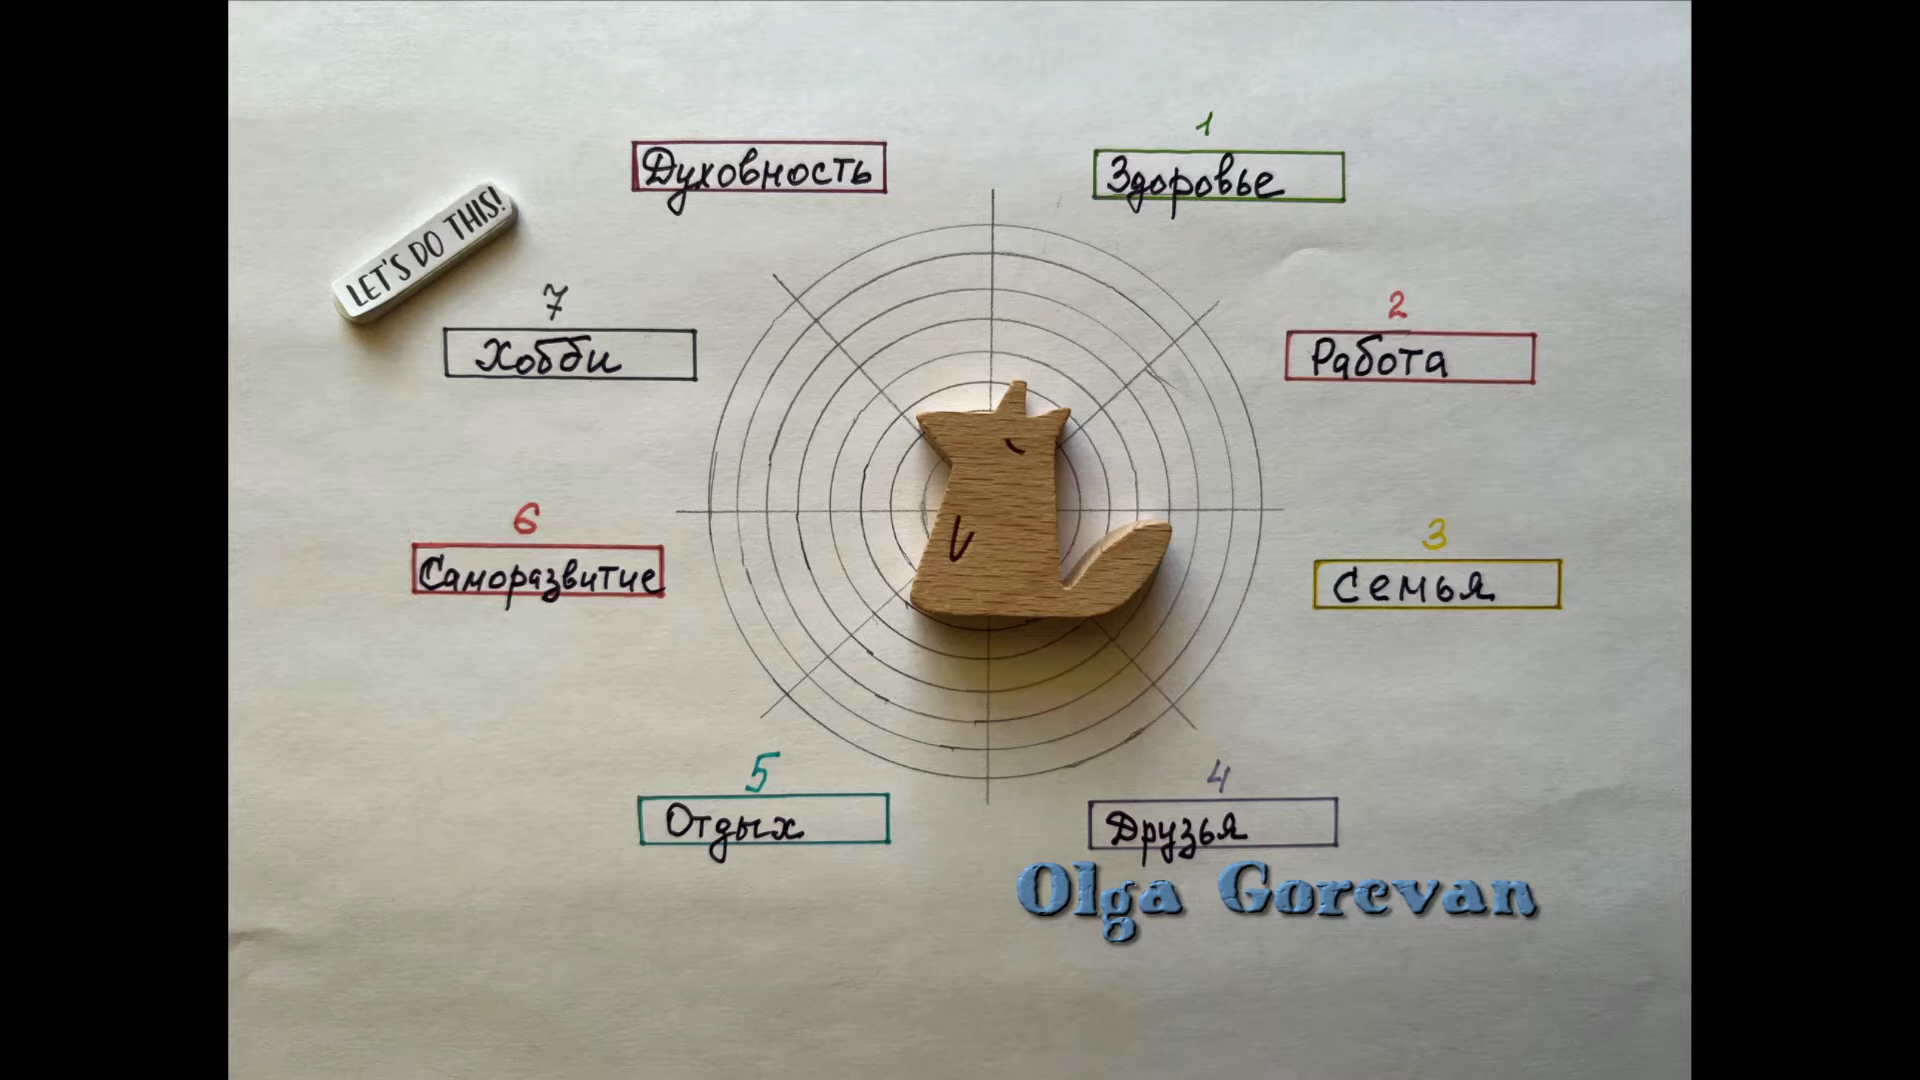 1
Духовность
Здоровье
LET'S DO THIS!
7
2
Хобби
Работа
6
3
Саморазвитие
Семья
5
4
Отдых
Друзья
Olga Gorevan